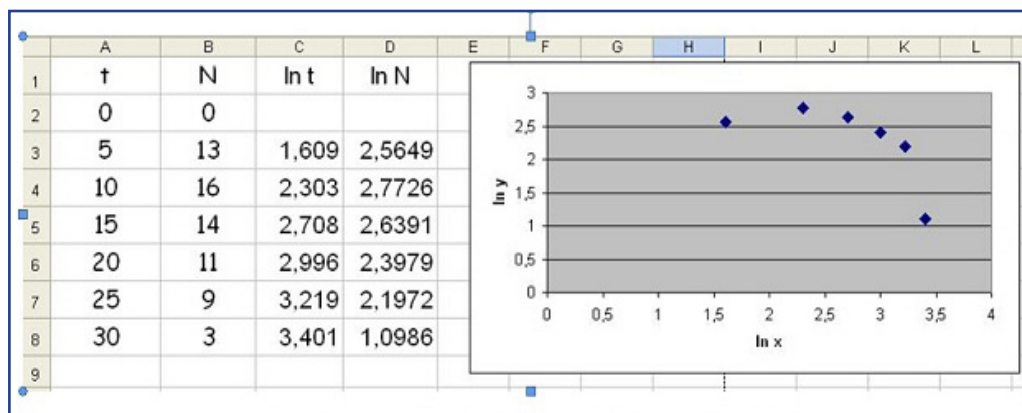 A B C D E F G H I J K L
1 t N ln t ln N
2 0 0
3 5 13 1,609 2,5649
4 10 16 2,303 2,7726
5 15 14 2,708 2,6391
6 20 11 2,996 2,3979
7 25 9 3,219 2,1972
8 30 3 3,401 1,0986
9
3
2,5
2
1,5
1
0,5
0
ln y
0 0,5 1 1,5 2 2,5 3 3,5 4
ln x